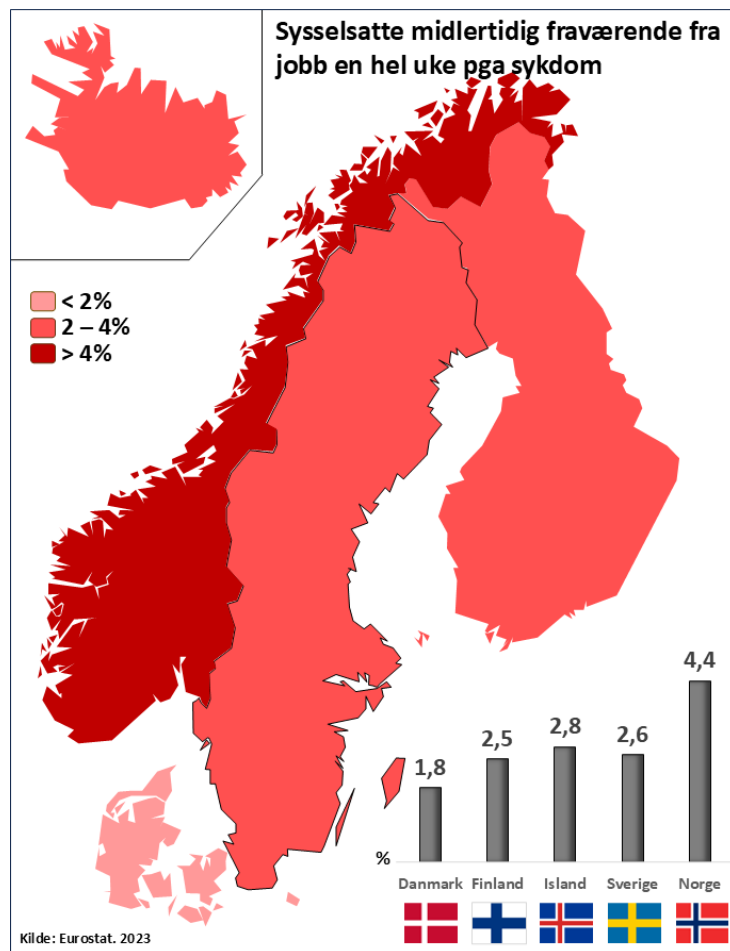 Sysselsatte midlertidig fraværende fra
jobb en hel uke pga sykdom
< 2%
2 – 4%
> 4%
1,8
2,5
2,8
2,6
4,4
%
Danmark
Finland
Island
Sverige
Norge
Kilde: Eurostat. 2023